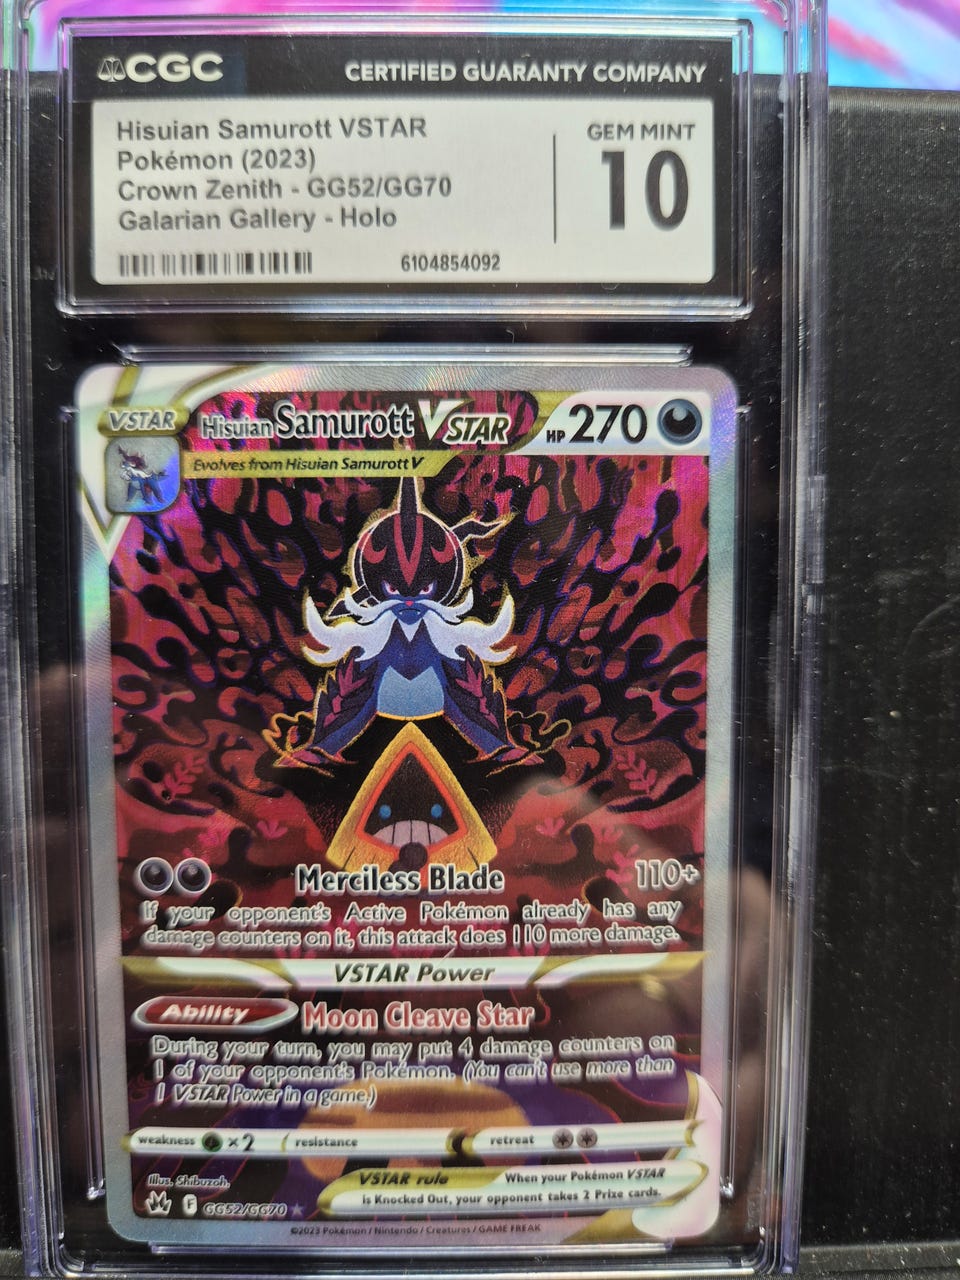 CGC
CERTIFIED GUARANTY COMPANY
Hisuian Samurott VSTAR
Pokémon (2023)
Crown Zenith - GG52/GG70
Galarian Gallery - Holo
GEM MINT
10
6104854092
VSTAR
Hisuian Samurott VSTAR
HP 270
Evolves from Hisuian Samurott V
Merciless Blade 110+
If your opponent's Active Pokémon already has any
damage counters on it, this attack does 110 more damage.
VSTAR Power
Ability Moon Cleave Star
During your turn, you may put 4 damage counters on
1 of your opponent's Pokémon. (You can't use more than
1 VSTAR Power in a game.)
weakness ×2 resistance retreat
Illus. Shibuzoh.
VSTAR rule When your Pokémon VSTAR
is Knocked Out, your opponent takes 2 Prize cards.
F GG52/GG70
©2023 Pokémon / Nintendo / Creatures / GAME FREAK